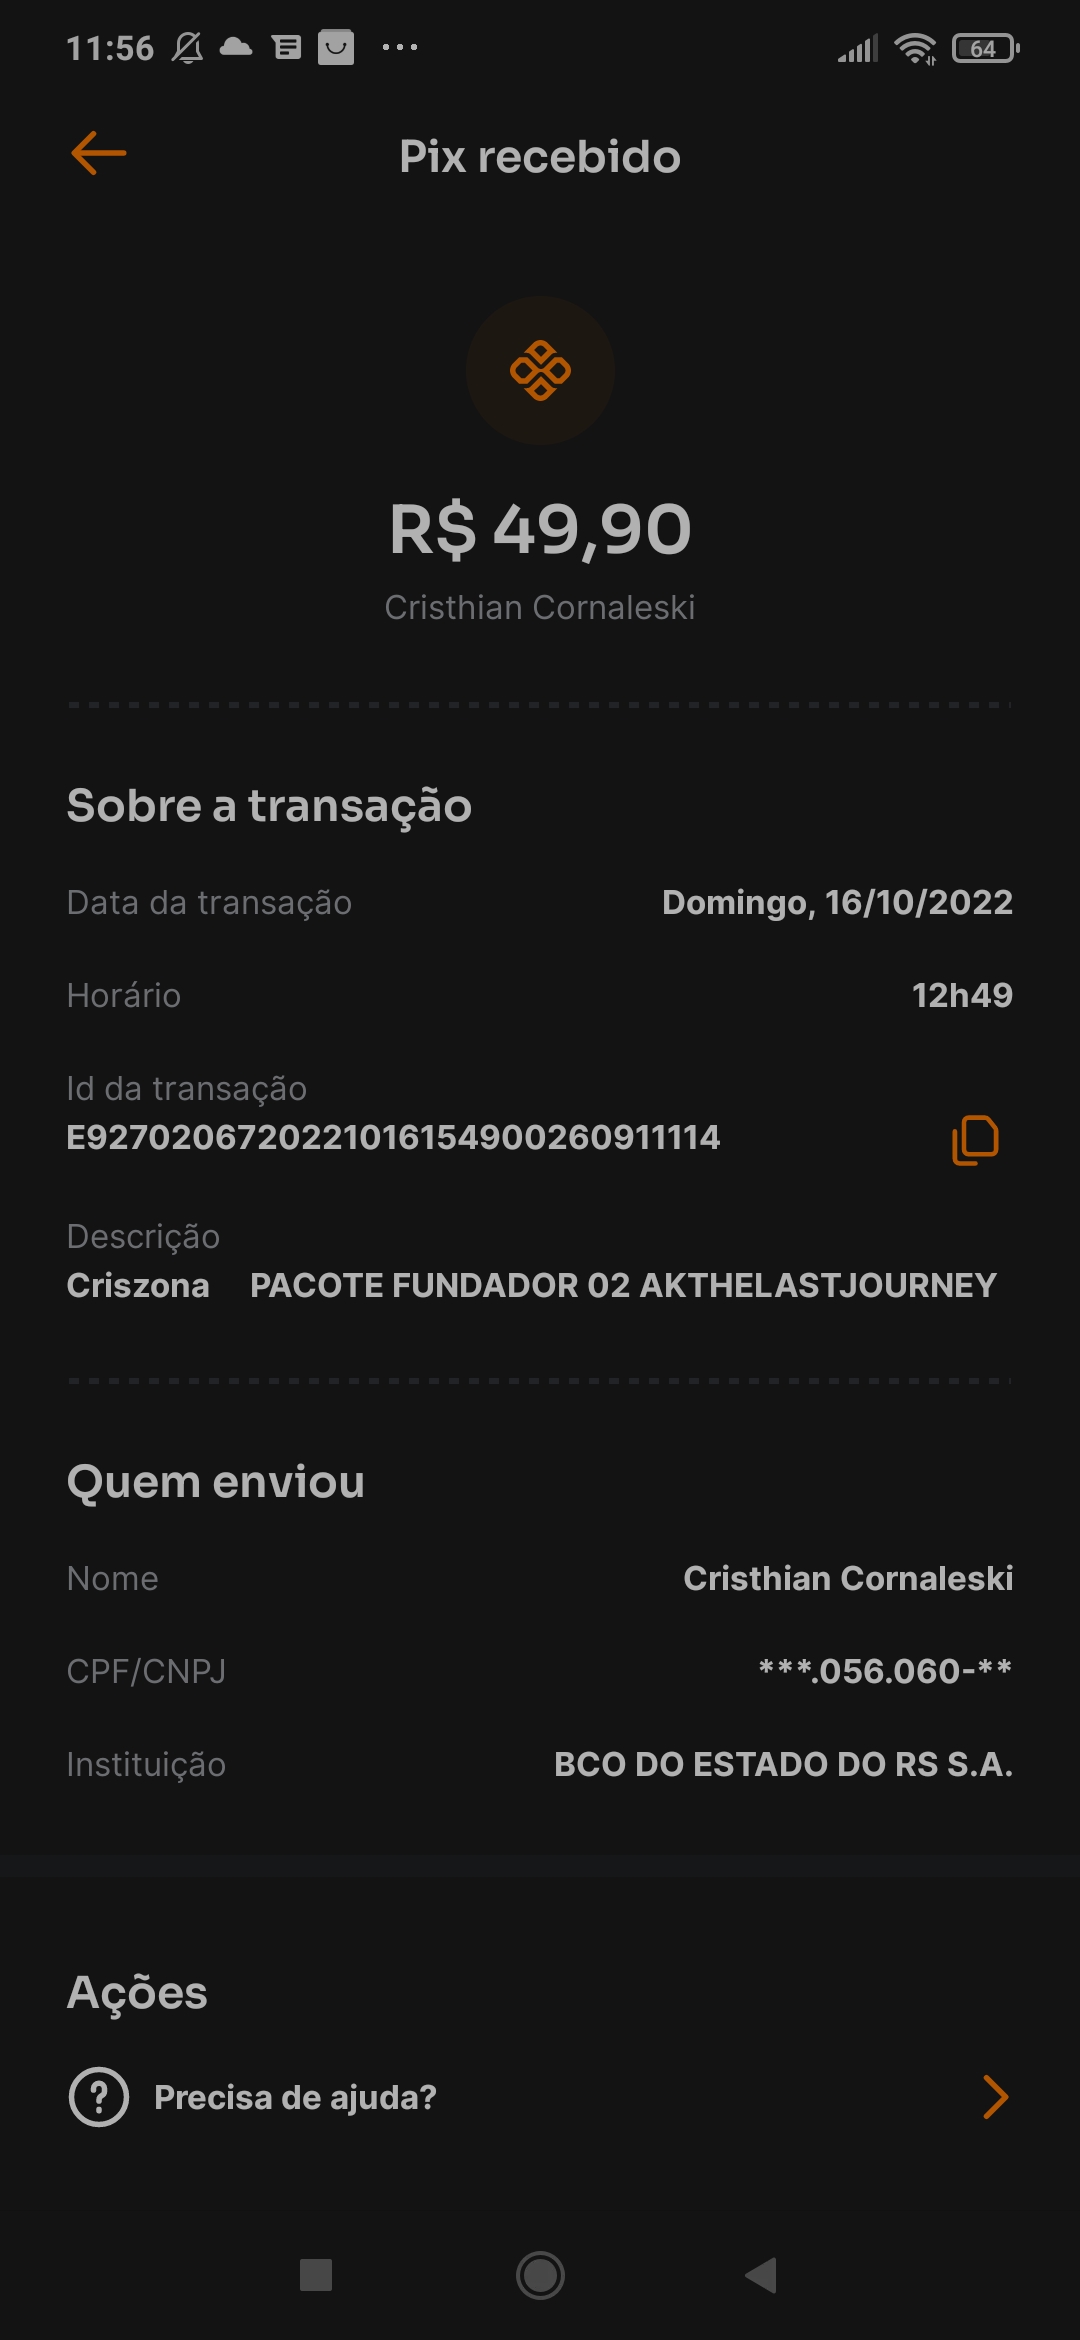 11:56
64
Pix recebido
R$ 49,90
Cristhian Cornaleski
Sobre a transação
Data da transação Domingo, 16/10/2022
Horário 12h49
Id da transação
E9270206720221016154900260911114
Descrição
Criszona PACOTE FUNDADOR 02 AKTHELASTJOURNEY
Quem enviou
Nome Cristhian Cornaleski
CPF/CNPJ ***.056.060-**
Instituição BCO DO ESTADO DO RS S.A.
Ações
Precisa de ajuda?